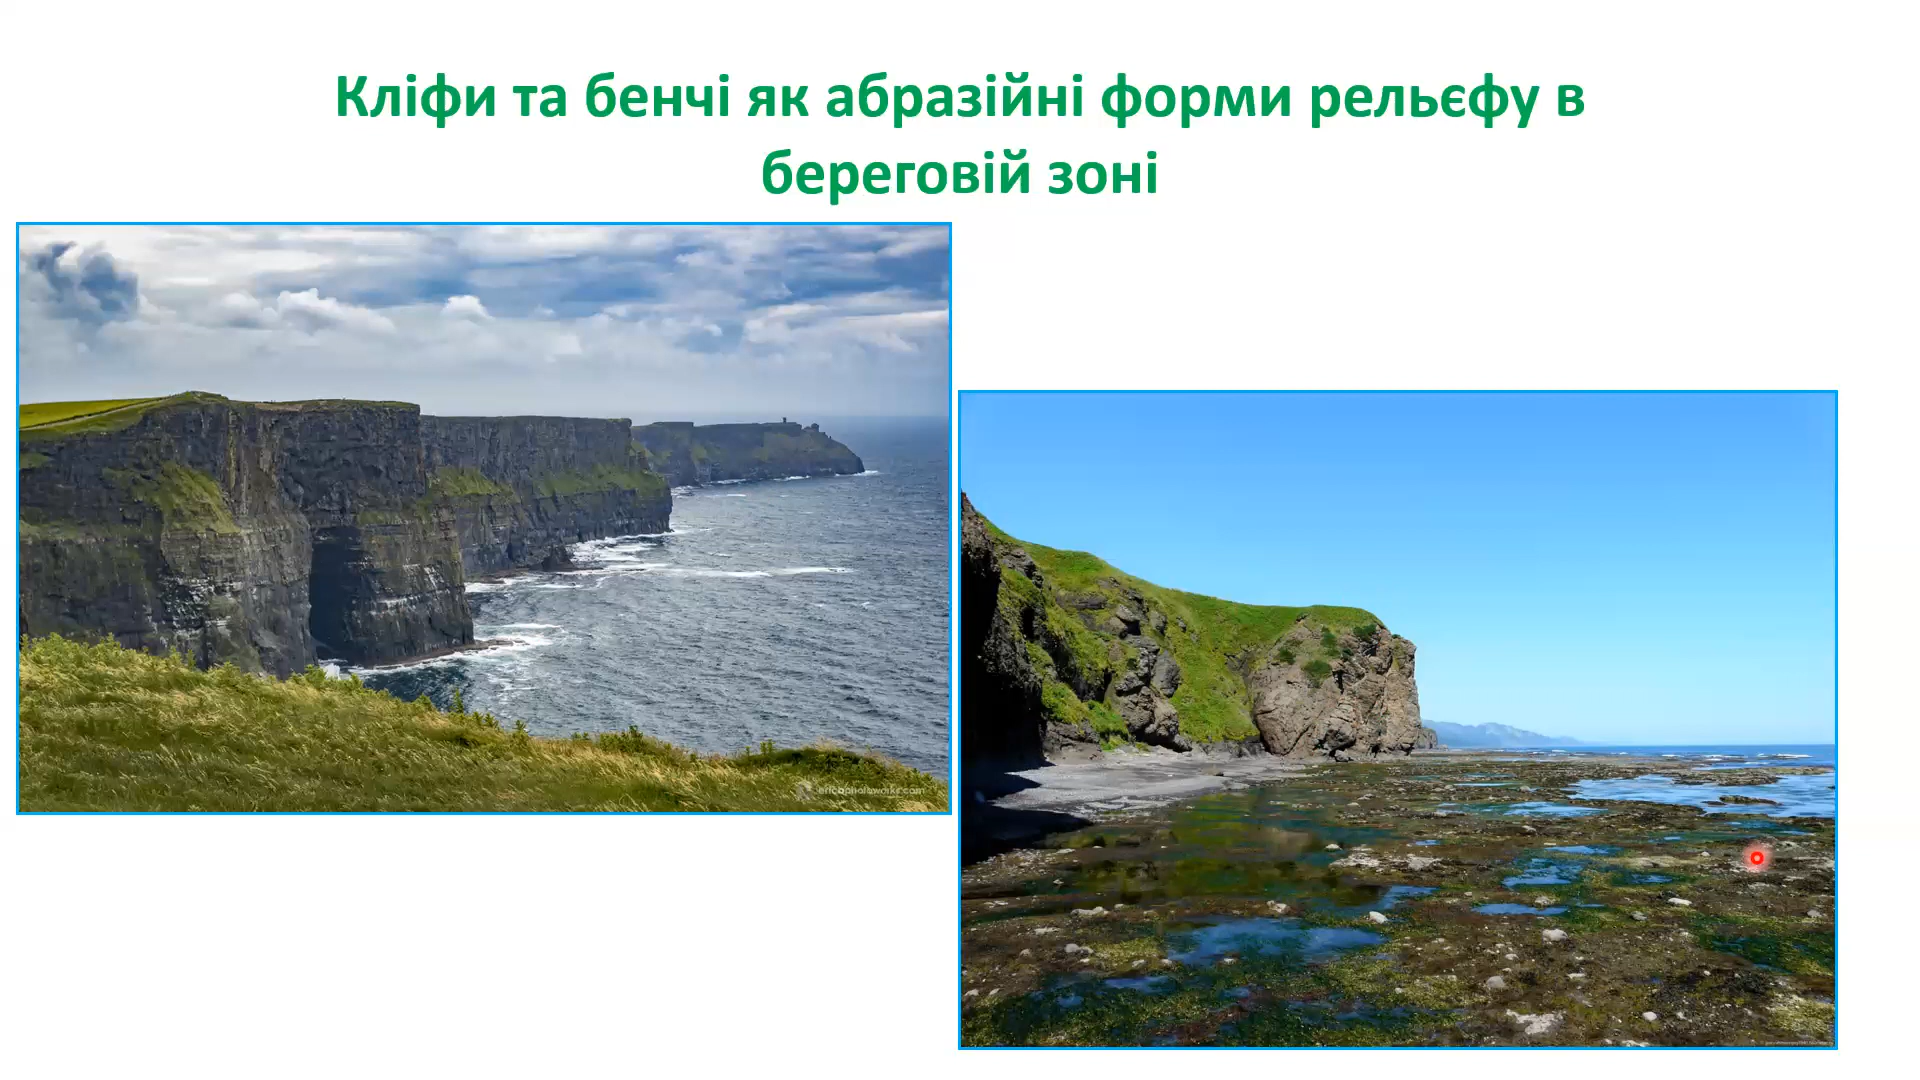 Кліфи та бенчі як абразійні форми рельєфу в
береговій зоні